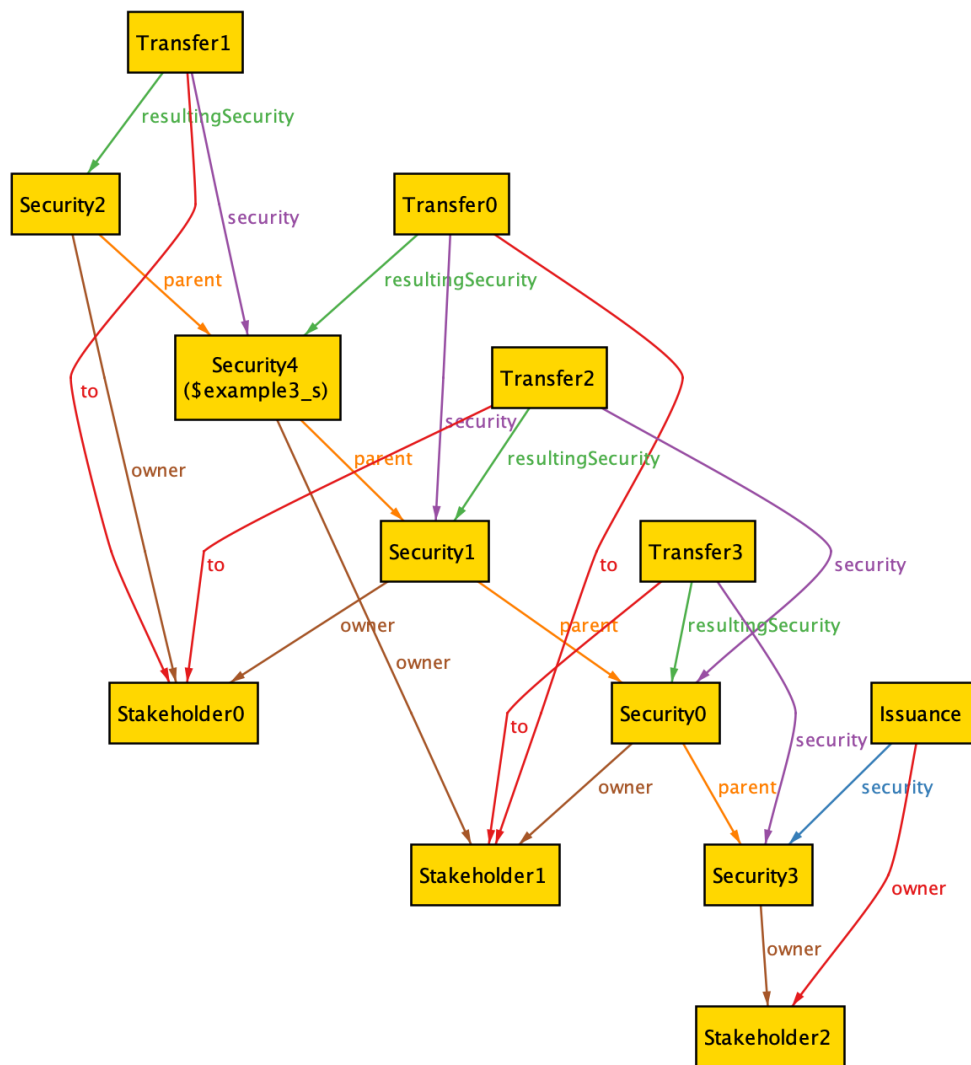 Transfer1
resultingSecurity
Security2
Transfer0
security
parent
resultingSecurity
Security4
($example3_s)
Transfer2
to
security
parent
resultingSecurity
owner
Security1
Transfer3
to
to
security
owner
parent
resultingSecurity
owner
Stakeholder0
Security0
Issuance
to
security
owner
parent
security
Stakeholder1
Security3
owner
owner
Stakeholder2